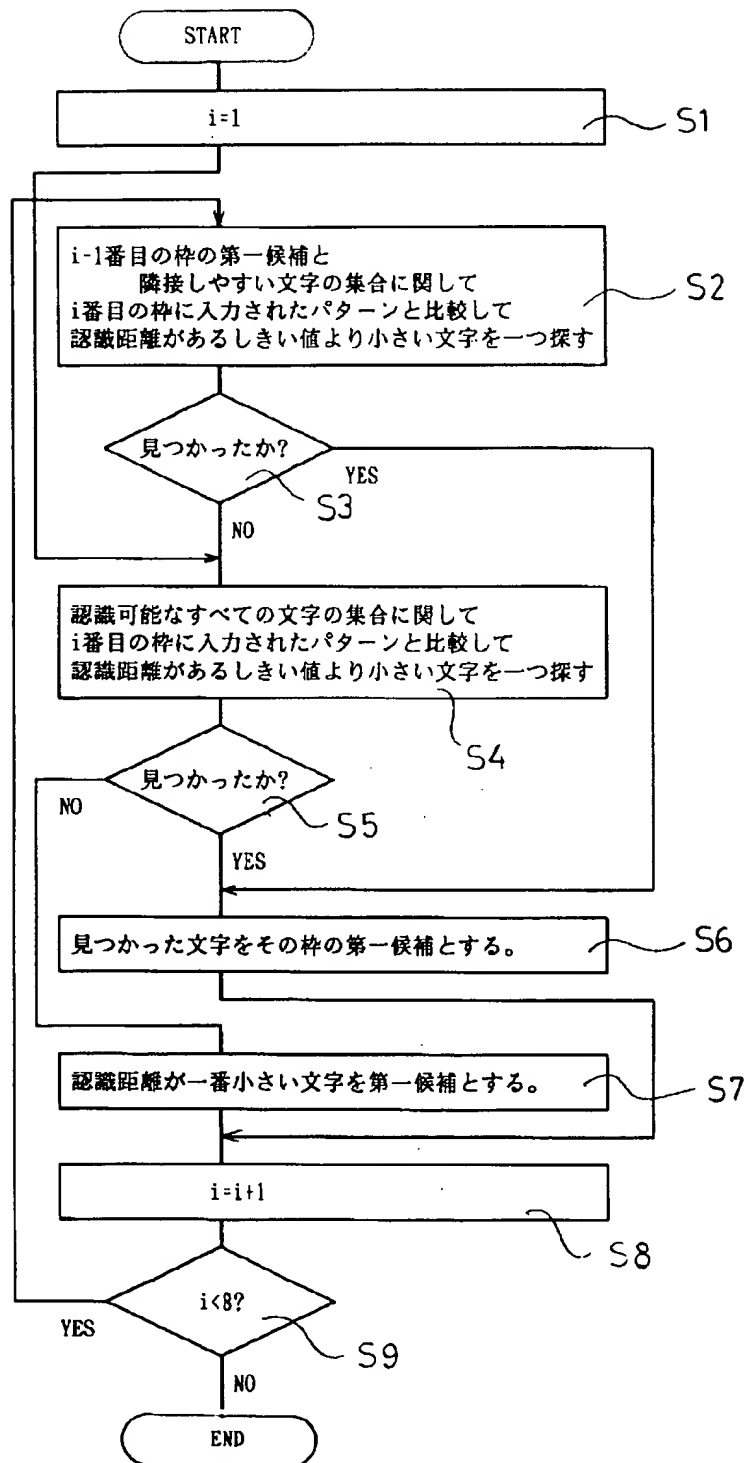 START
i=1
S1
i-1番目の枠の第一候補と
隣接しやすい文字の集合に関して
i番目の枠に入力されたパターンと比較して
認識距離があるしきい値より小さい文字を一つ探す
S2
見つかったか?
YES
S3
NO
認識可能なすべての文字の集合に関して
i番目の枠に入力されたパターンと比較して
認識距離があるしきい値より小さい文字を一つ探す
S4
見つかったか?
NO
S5
YES
見つかった文字をその枠の第一候補とする。
S6
認識距離が一番小さい文字を第一候補とする。
S7
i=i+1
S8
i<8?
YES
S9
NO
END